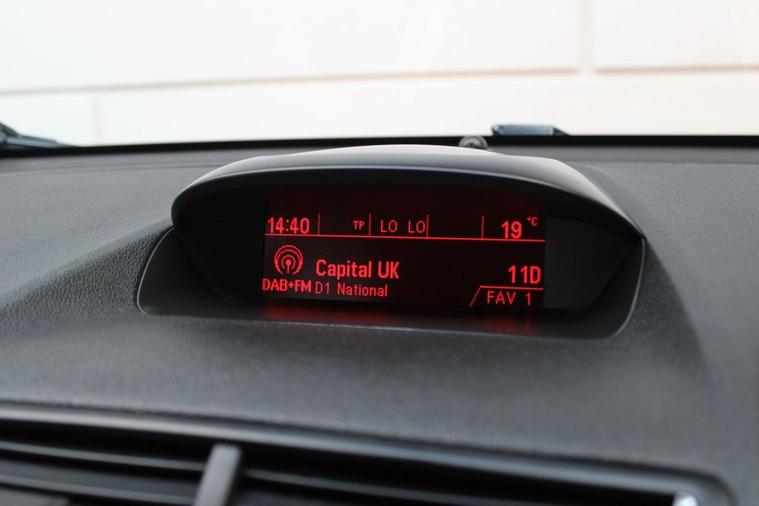 14:40 TP LO LO 19 °C
Capital UK 11D
DAB+FM D1 National FAV 1